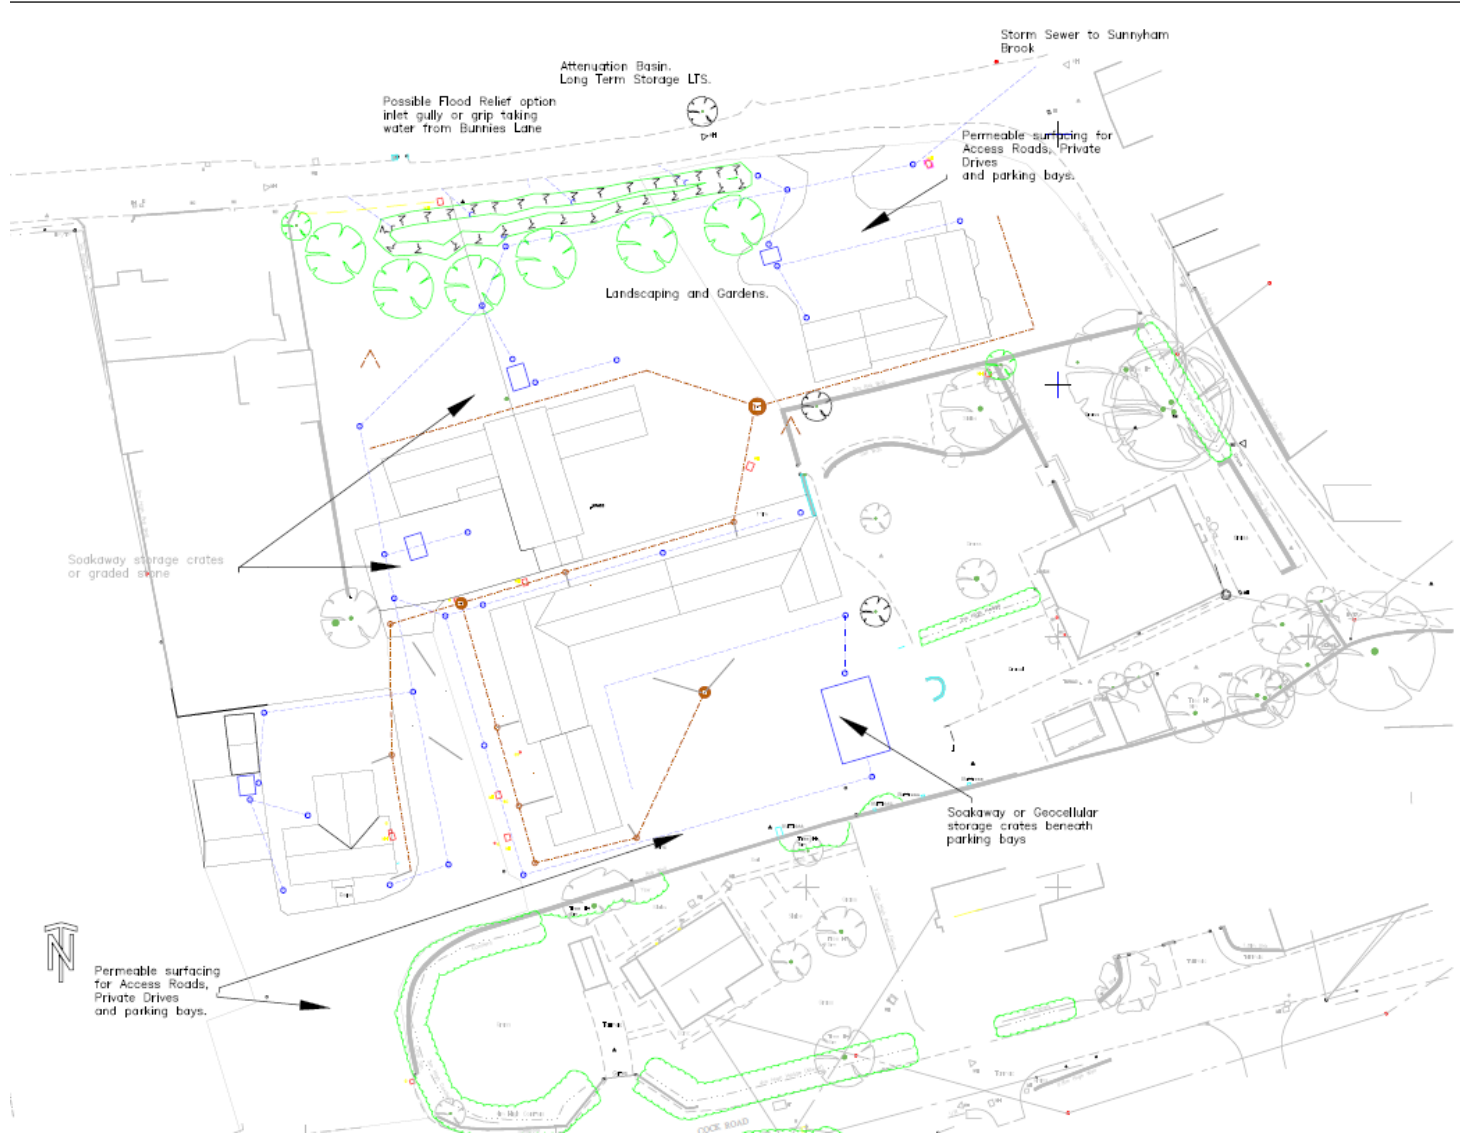 Storm Sewer to Sunnyham
Brook
Attenuation Basin.
Long Term Storage LTS.
Possible Flood Relief option
inlet gully or grip taking
water from Bunnies Lane
Permeable surfacing for
Access Roads, Private
Drives
and parking bays.
Landscaping and Gardens.
Soakaway storage crates
or graded stone
Soakaway or Geocellular
storage crates beneath
parking bays
N
Permeable surfacing
for Access Roads,
Private Drives
and parking bays.
COCK ROAD